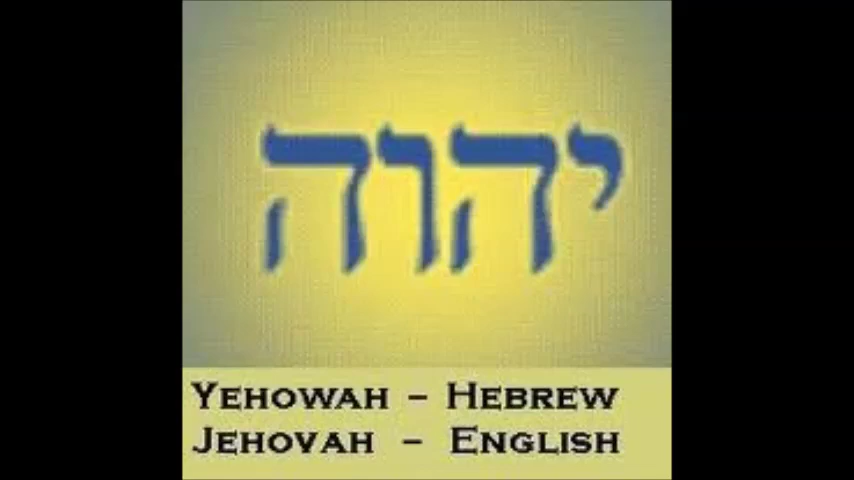 יהוה
YEHOWAH – HEBREW
JEHOVAH – ENGLISH